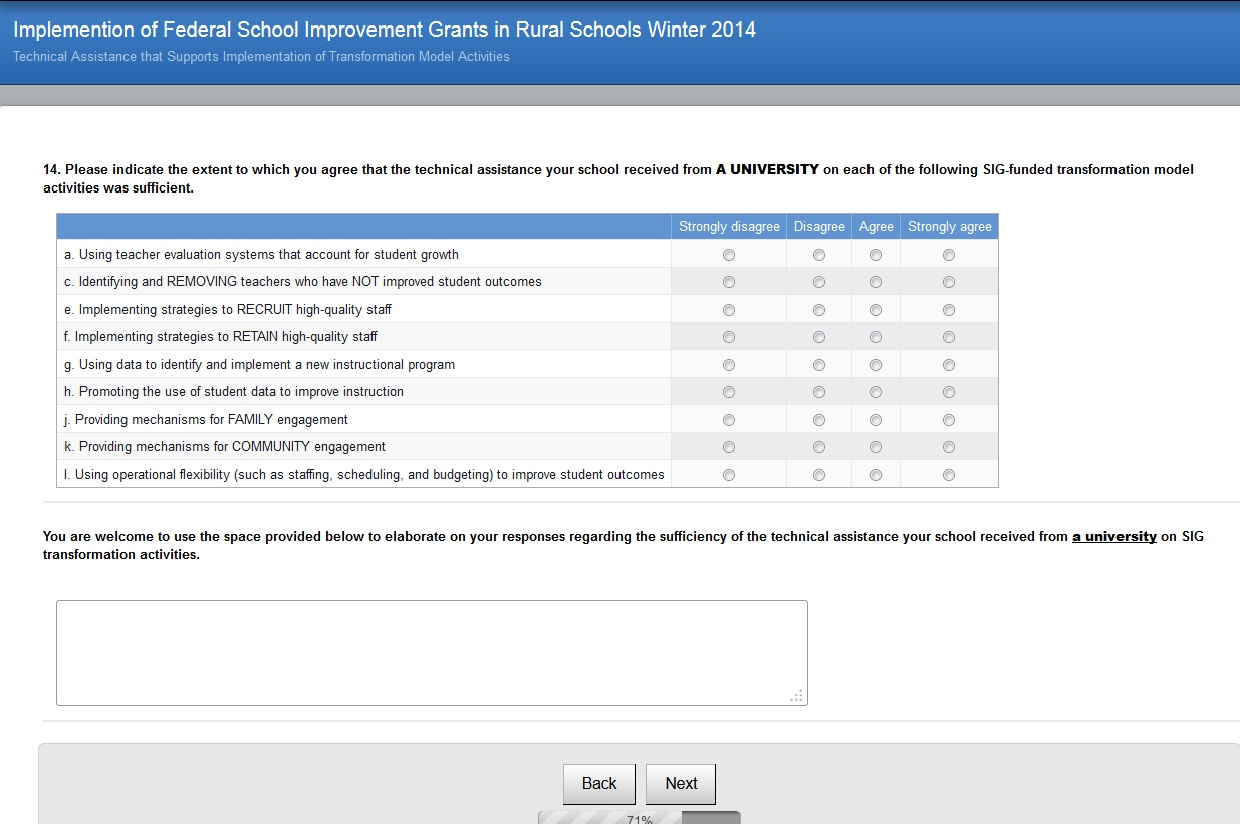 Implemention of Federal School Improvement Grants in Rural Schools Winter 2014
Technical Assistance that Supports Implementation of Transformation Model Activities
14. Please indicate the extent to which you agree that the technical assistance your school received from A UNIVERSITY on each of the following SIG-funded transformation model
activities was sufficient.
Strongly disagree Disagree Agree Strongly agree
a. Using teacher evaluation systems that account for student growth
c. Identifying and REMOVING teachers who have NOT improved student outcomes
e. Implementing strategies to RECRUIT high-quality staff
f. Implementing strategies to RETAIN high-quality staff
g. Using data to identify and implement a new instructional program
h. Promoting the use of student data to improve instruction
j. Providing mechanisms for FAMILY engagement
k. Providing mechanisms for COMMUNITY engagement
l. Using operational flexibility (such as staffing, scheduling, and budgeting) to improve student outcomes
You are welcome to use the space provided below to elaborate on your responses regarding the sufficiency of the technical assistance your school received from a university on SIG
transformation activities.
Back Next
71%